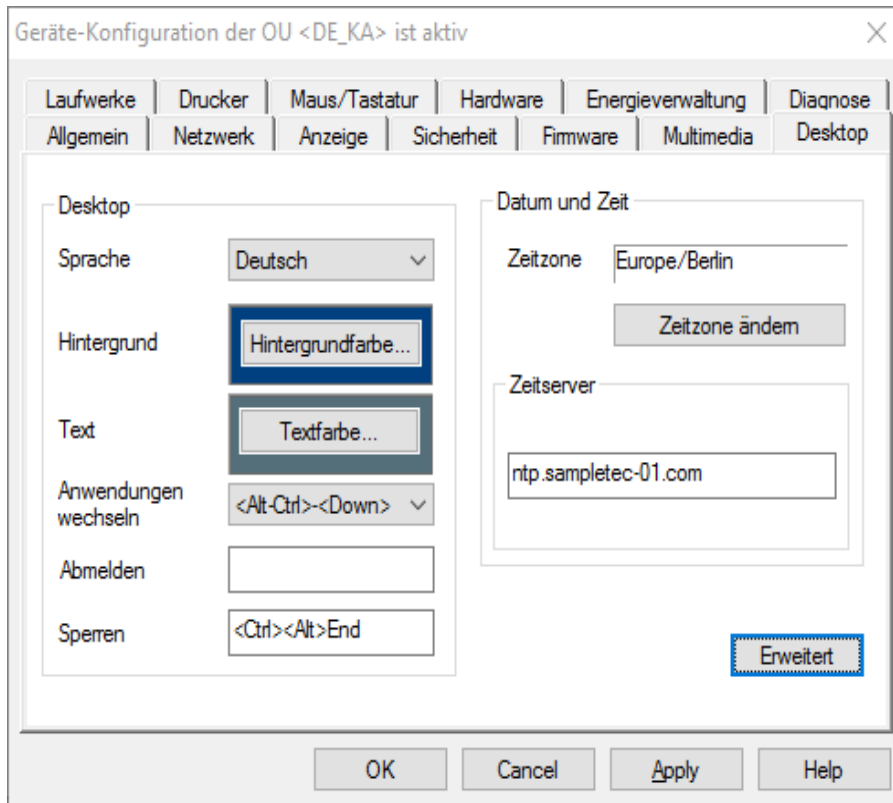 Geräte-Konfiguration der OU <DE_KA> ist aktiv
Laufwerke Drucker Maus/Tastatur Hardware Energieverwaltung Diagnose
Allgemein Netzwerk Anzeige Sicherheit Firmware Multimedia Desktop
Desktop
Sprache Deutsch
Hintergrund Hintergrundfarbe...
Text Textfarbe...
Anwendungen
wechseln <Alt-Ctrl>-<Down>
Abmelden
Sperren <Ctrl><Alt>End
Datum und Zeit
Zeitzone Europe/Berlin
Zeitzone ändern
Zeitserver
ntp.sampletec-01.com
Erweitert
OK Cancel Apply Help